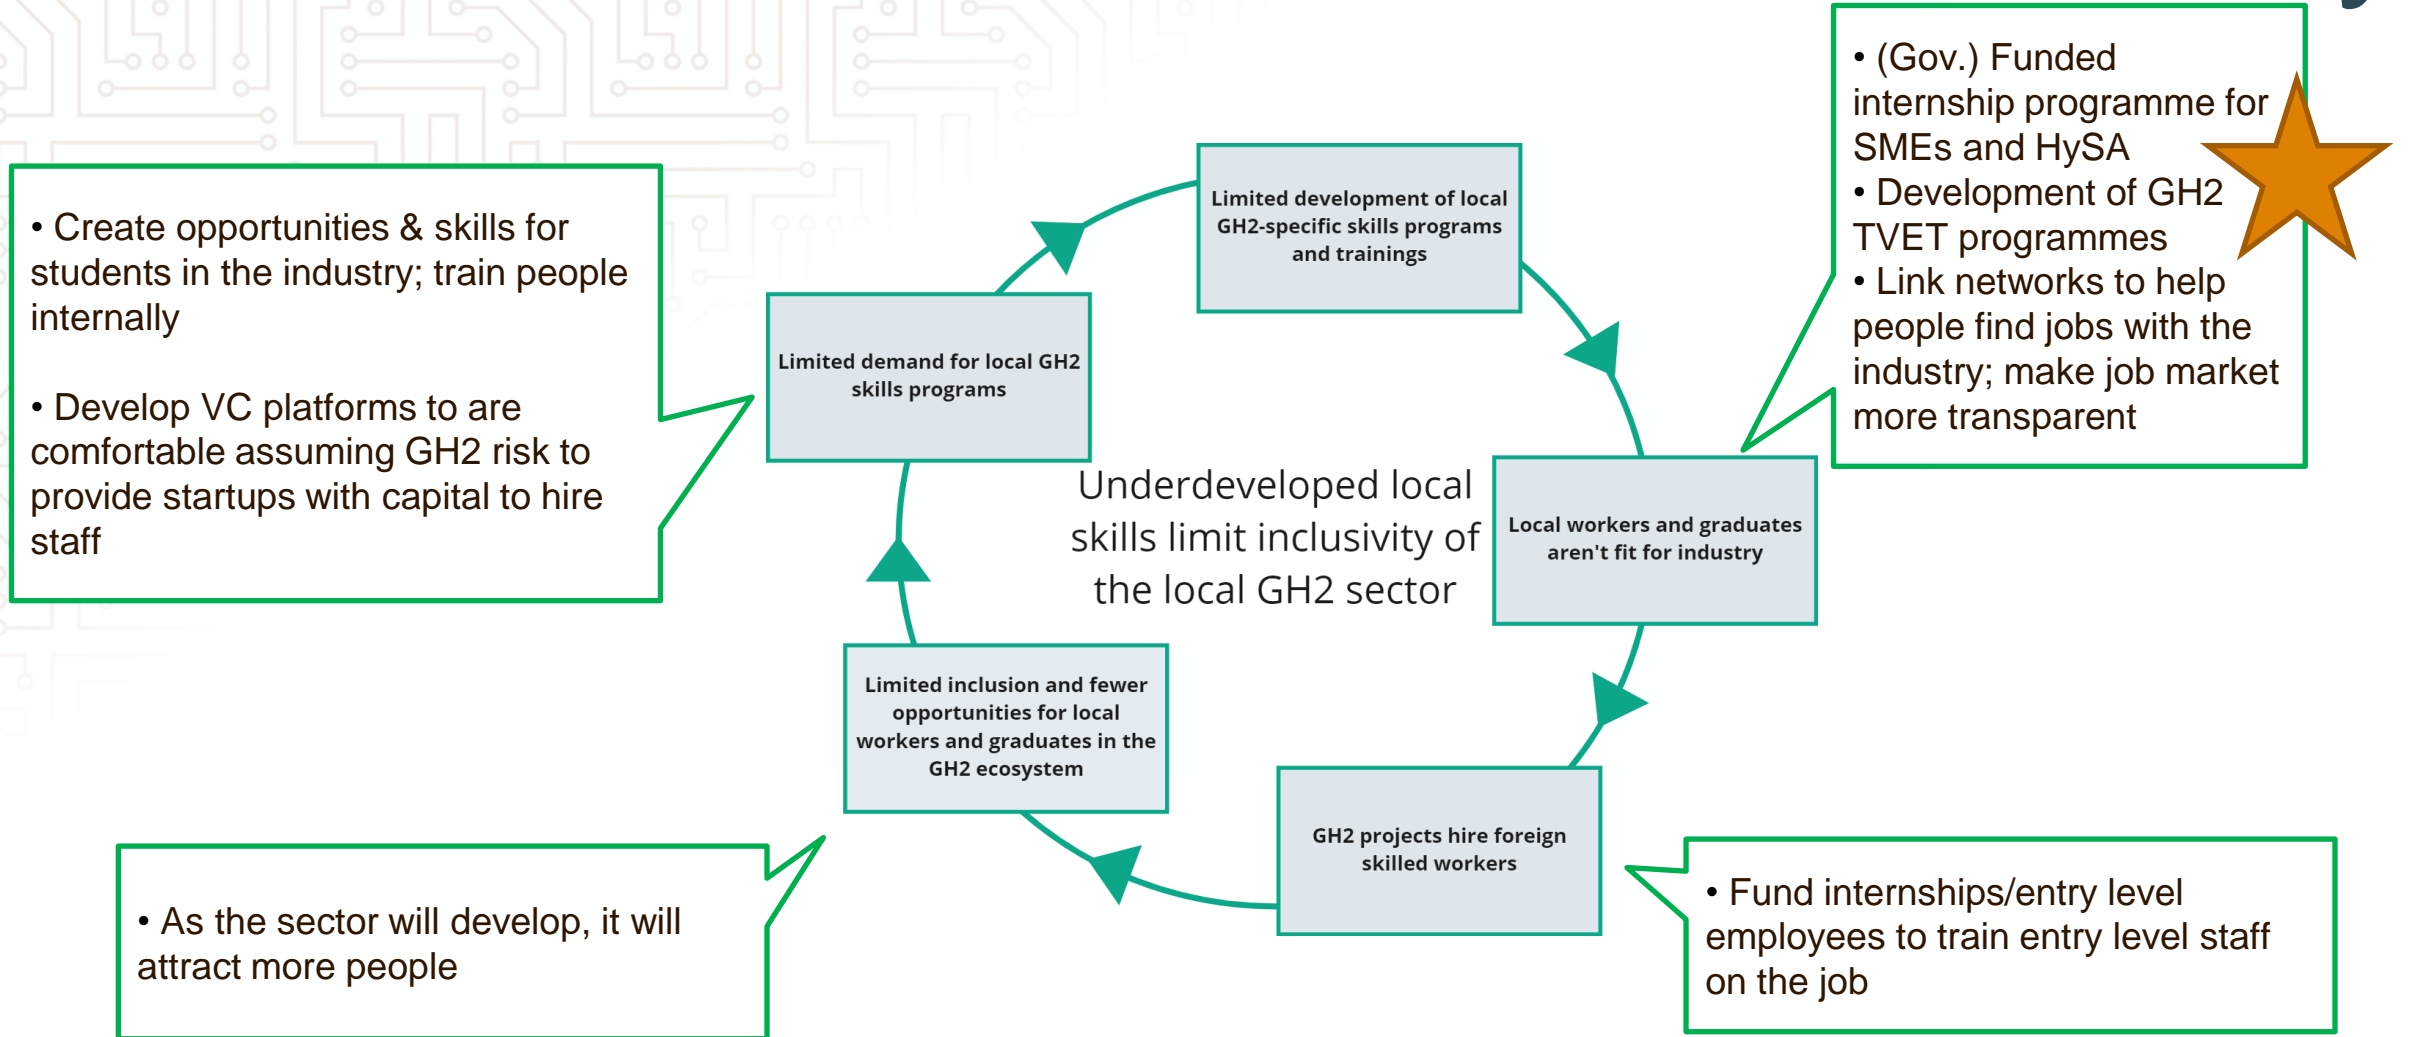 • Create opportunities & skills for
students in the industry; train people
internally
• Develop VC platforms to are
comfortable assuming GH2 risk to
provide startups with capital to hire
staff
Limited development of local
GH2-specific skills programs
and trainings
• (Gov.) Funded
internship programme for
SMEs and HySA
• Development of GH2
TVET programmes
• Link networks to help
people find jobs with the
industry; make job market
more transparent
Limited demand for local GH2
skills programs
Underdeveloped local
skills limit inclusivity of
the local GH2 sector
Local workers and graduates
aren't fit for industry
Limited inclusion and fewer
opportunities for local
workers and graduates in the
GH2 ecosystem
GH2 projects hire foreign
skilled workers
• As the sector will develop, it will
attract more people
• Fund internships/entry level
employees to train entry level staff
on the job